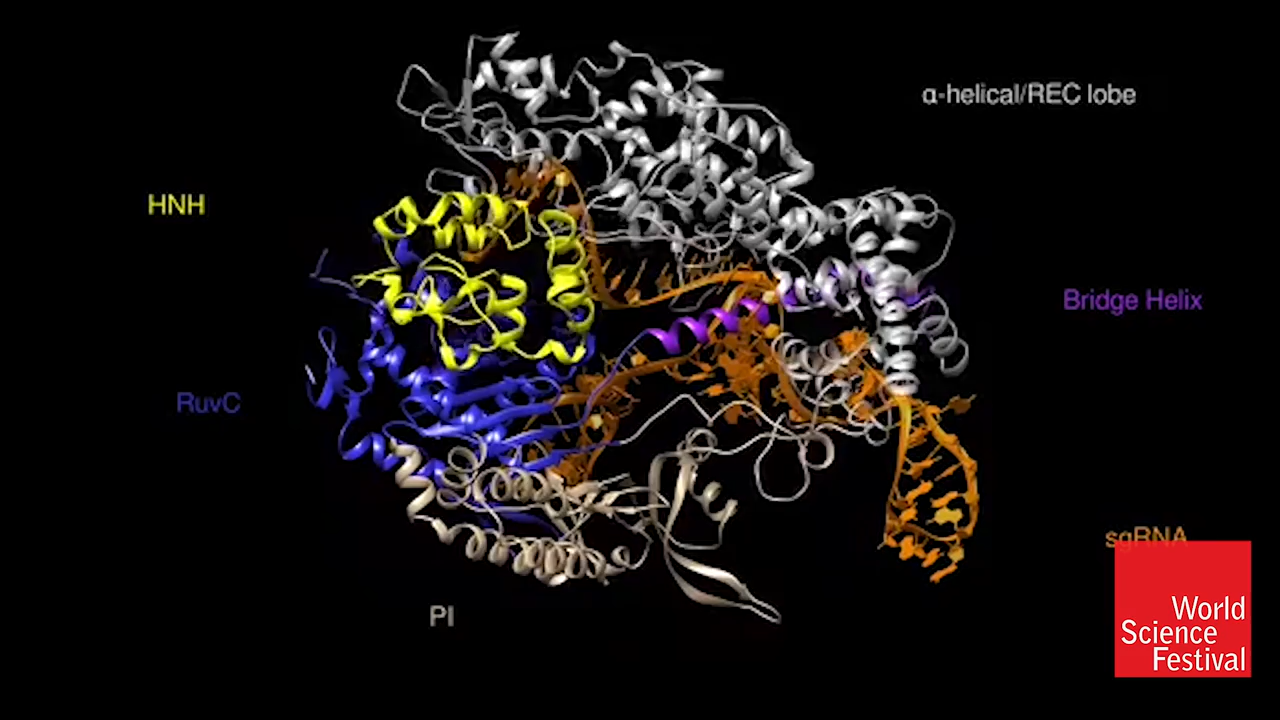 α-helical/REC lobe
HNH
Bridge Helix
RuvC
sgRNA
PI
World
Science
Festival